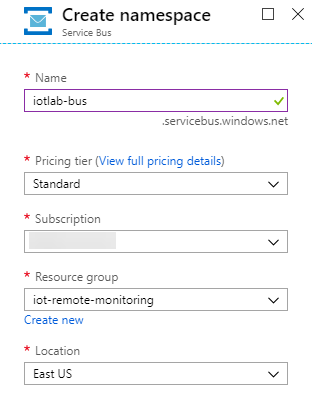 Create namespace
Service Bus
* Name
iotlab-bus
.servicebus.windows.net
* Pricing tier (View full pricing details)
Standard
* Subscription
* Resource group
iot-remote-monitoring
Create new
* Location
East US